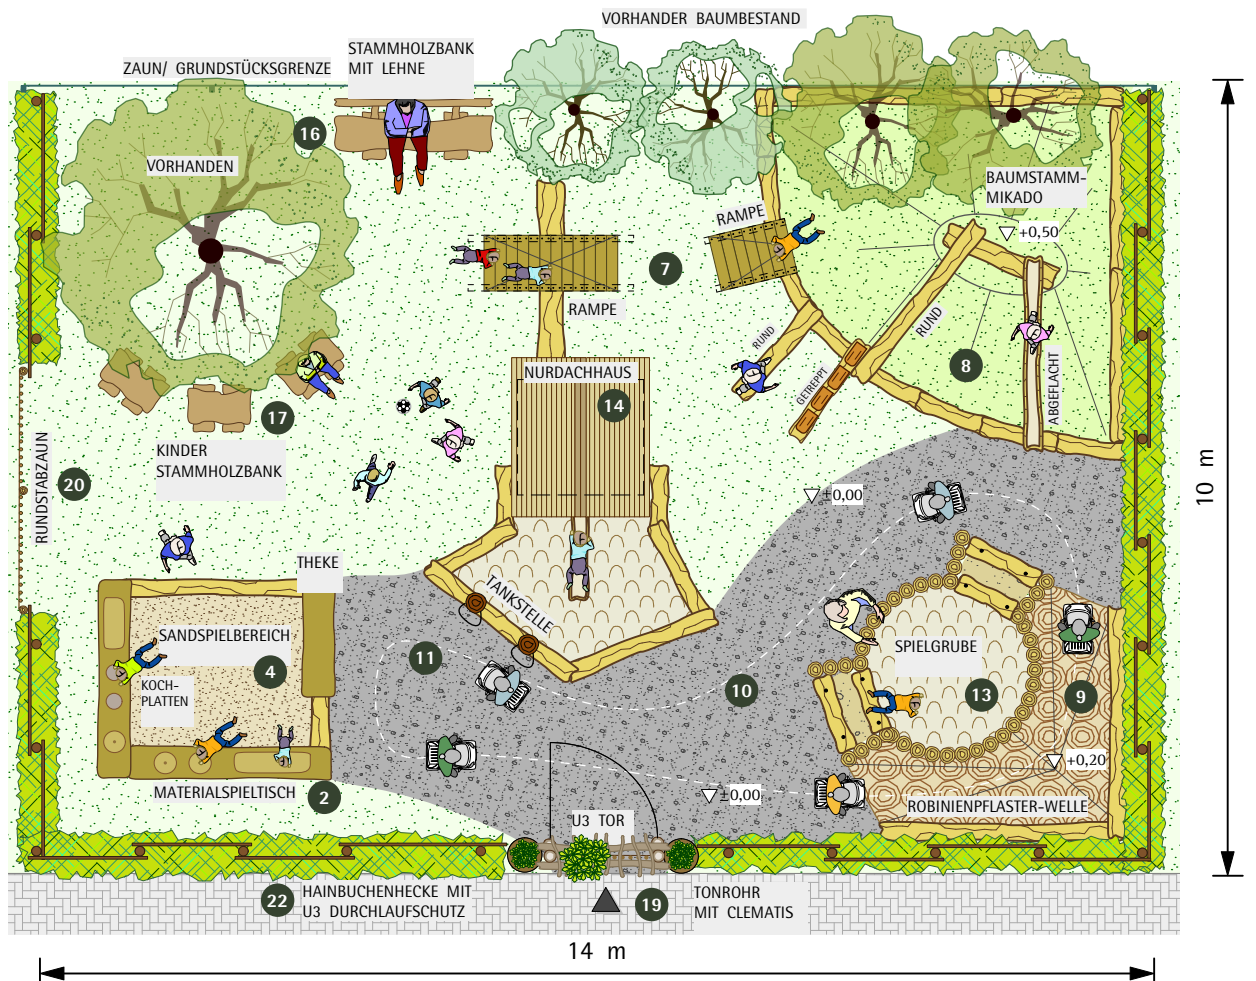 VORHANDER BAUMBESTAND
STAMMHOLZBANK
MIT LEHNE
ZAUN/ GRUNDSTÜCKSGRENZE
16
VORHANDEN
BAUMSTAMM-
MIKADO
RAMPE
+0,50
7
RAMPE
RUND
RUND
8
NURDACHHAUS
14
GETREPPT
ABGEFLACHT
17
KINDER
STAMMHOLZBANK
20
RUNDSTABZAUN
±0,00
10 m
THEKE
TANKSTELLE
SANDSPIELBEREICH
4
KOCH-
PLATTEN
11
10
SPIELGRUBE
13
9
+0,20
MATERIALSPIELTISCH
2
±0,00
ROBINIENPFLASTER-WELLE
U3 TOR
22
HAINBUCHENHECKE MIT
U3 DURCHLAUFSCHUTZ
19
TONROHR
MIT CLEMATIS
14 m